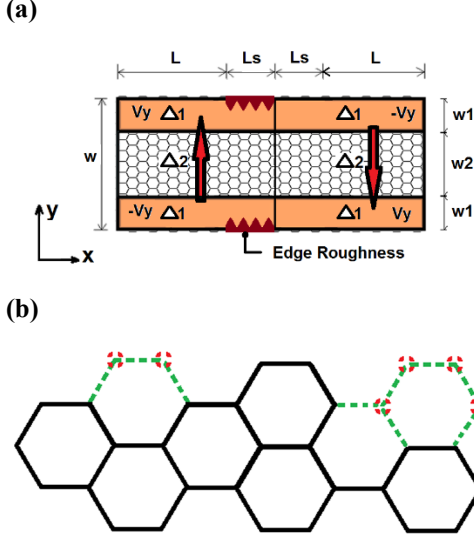 (a)
L Ls Ls L
Vy Δ1 Δ1 -Vy w1
w Δ2 Δ2 w2
-Vy Δ1 Δ1 Vy w1
y
x
Edge Roughness
(b)